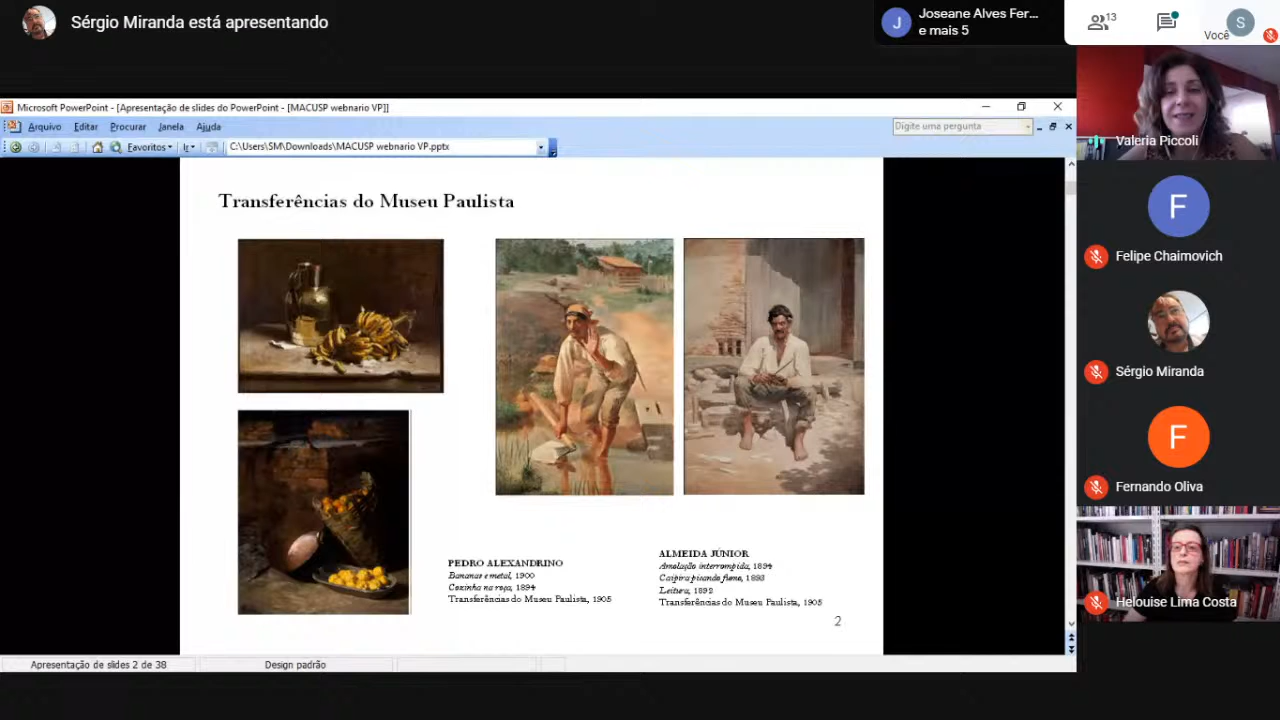 Sérgio Miranda está apresentando
Joseane Alves Fer...
e mais 5
13
Você
Microsoft PowerPoint - [Apresentação de slides do PowerPoint - [MACUSP webnario VP]]
Arquivo Editar Procurar Janela Ajuda
Digite uma pergunta
Favoritos
C:\Users\SM\Downloads\MACUSP webnario VP.pptx
Transferências do Museu Paulista
PEDRO ALEXANDRINO
Bananas e metal, 1900
Cozinha na roça, 1894
Transferências do Museu Paulista, 1905
ALMEIDA JÚNIOR
Amolação interrompida, 1894
Caipira picando fumo, 1893
Leitura, 1892
Transferências do Museu Paulista, 1905
2
Apresentação de slides 2 de 38
Design padrão
Valeria Piccoli
F
Felipe Chaimovich
Sérgio Miranda
F
Fernando Oliva
Helouise Lima Costa
J
S